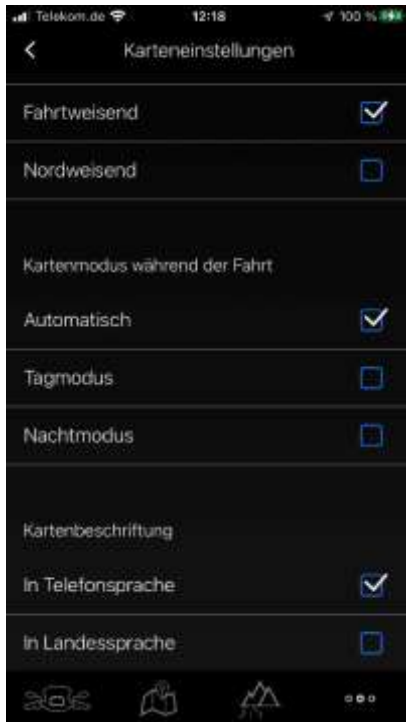 Telekom.de 12:18 100 %
Karteneinstellungen
Fahrtweisend
Nordweisend
Kartenmodus während der Fahrt
Automatisch
Tagmodus
Nachtmodus
Kartenbeschriftung
In Telefonsprache
In Landessprache